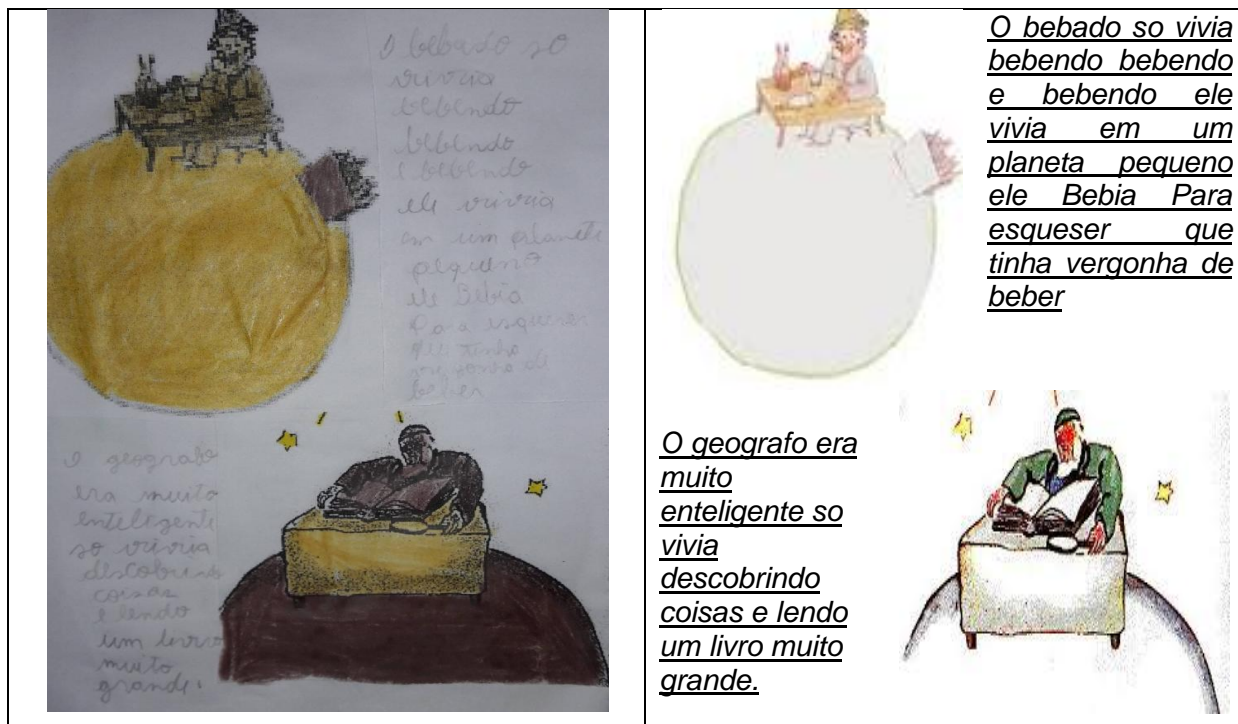 O bebado so
vivia
bebendo
bebendo
e bebendo
ele vivia
em um planeta
pequeno
ele Bebia
Para esqueser
que tinha
vergonha de
beber
O geografo
era muito
enteligente
so vivia
descobrindo
coisas
e lendo
um livro
muito
grande.
O bebado so vivia
bebendo bebendo
e bebendo ele
vivia em um
planeta pequeno
ele Bebia Para
esqueser que
tinha vergonha de
beber
O geografo era
muito
enteligente so
vivia
descobrindo
coisas e lendo
um livro muito
grande.